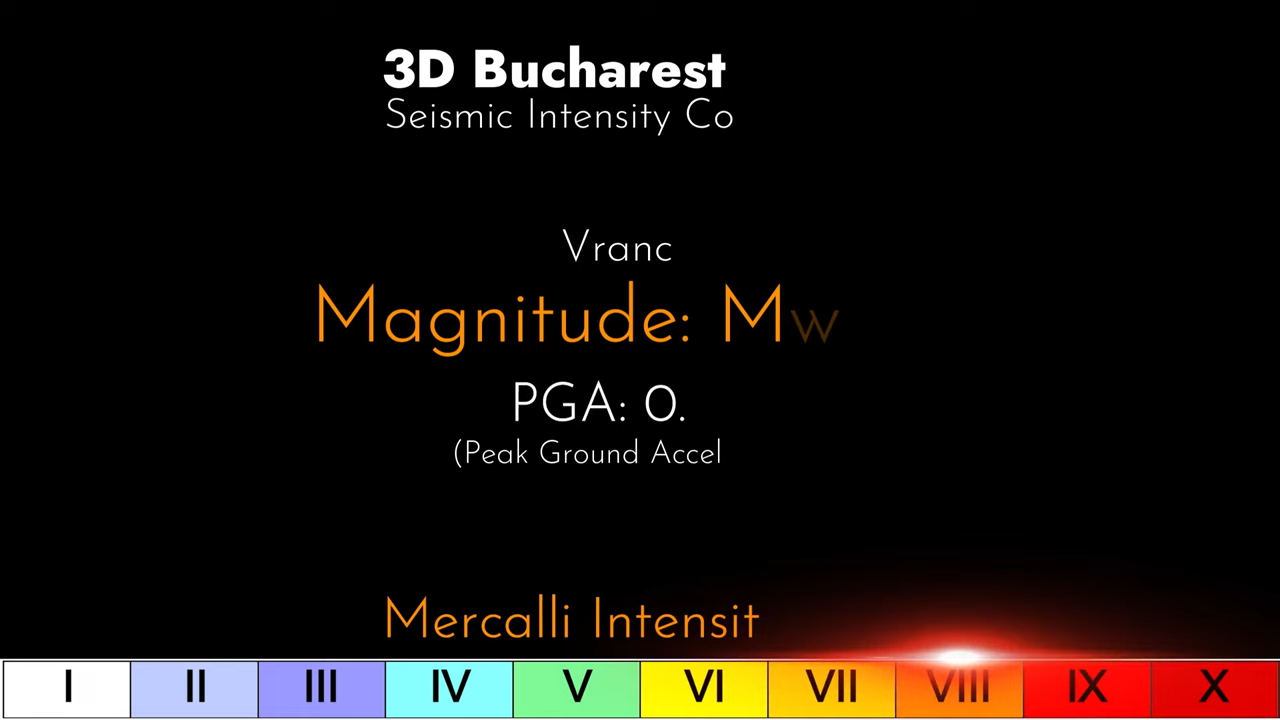 3D Bucharest
Seismic Intensity Co
Vranc
Magnitude: Mw
PGA: 0.
(Peak Ground Accel
Mercalli Intensit
I II III IV V VI VII VIII IX X